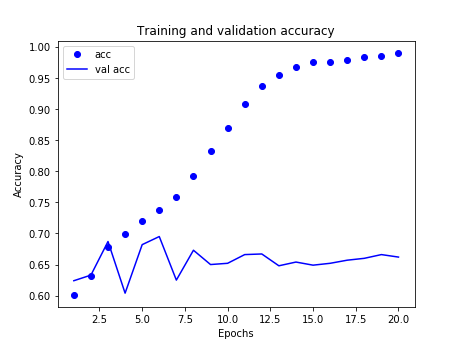 Training and validation accuracy
acc
val acc
1.00
0.95
0.90
0.85
0.80
0.75
0.70
0.65
0.60
Accuracy
2.5 5.0 7.5 10.0 12.5 15.0 17.5 20.0
Epochs